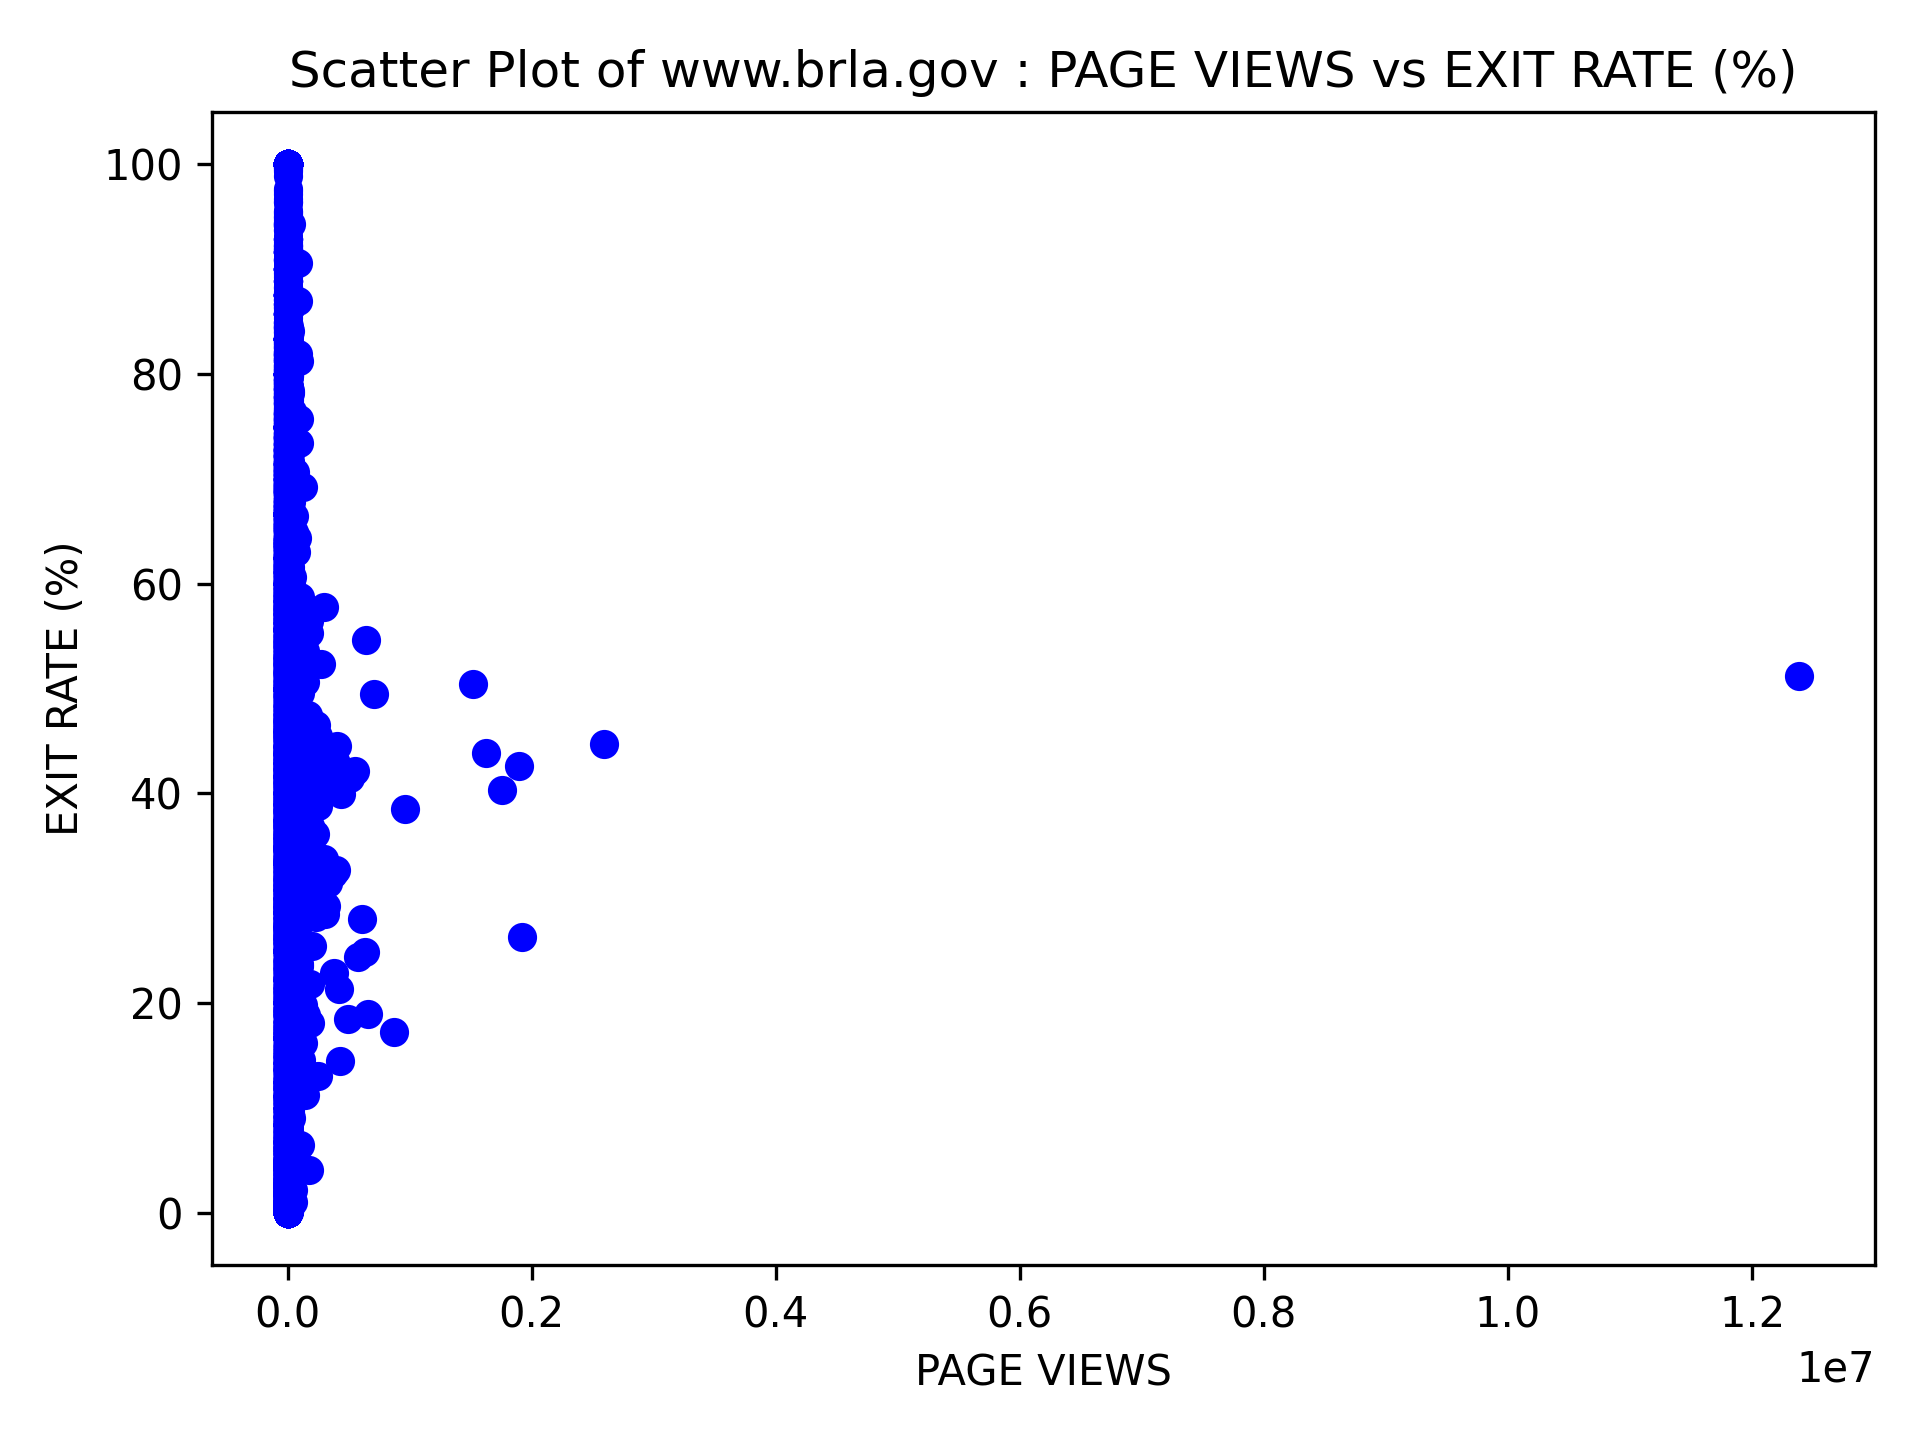 Scatter Plot of www.brla.gov : PAGE VIEWS vs EXIT RATE (%)
100
80
60
40
20
0
EXIT RATE (%)
0.0 0.2 0.4 0.6 0.8 1.0 1.2
1e7
PAGE VIEWS